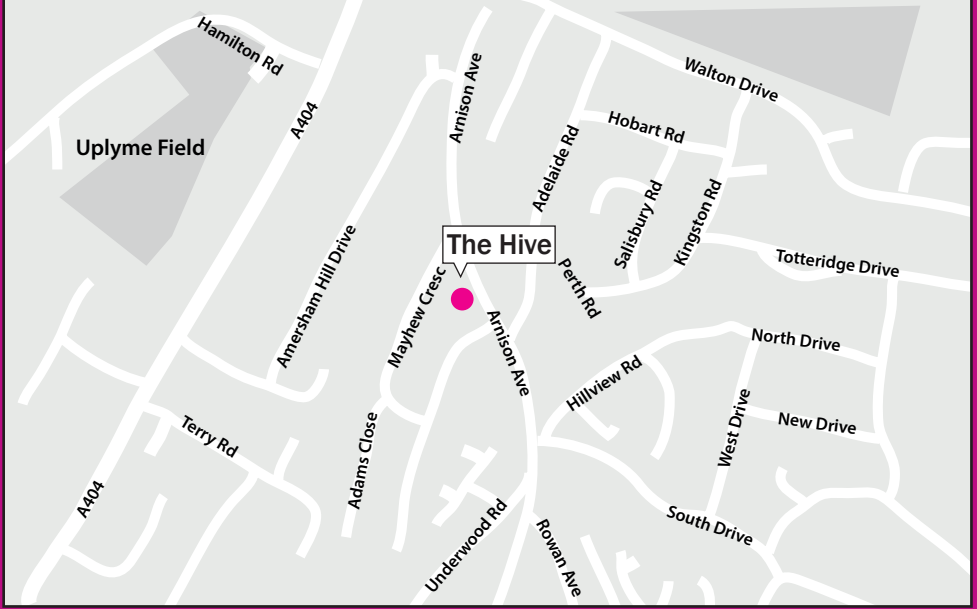 Hamilton Rd
A404
Uplyme Field
Arnison Ave
Walton Drive
Hobart Rd
Adelaide Rd
Salisbury Rd
Kingston Rd
The Hive
Totteridge Drive
Perth Rd
Amersham Hill Drive
Mayhew Cresc
Arnison Ave
North Drive
Hillview Rd
West Drive
New Drive
Terry Rd
Adams Close
A404
South Drive
Underwood Rd
Rowan Ave